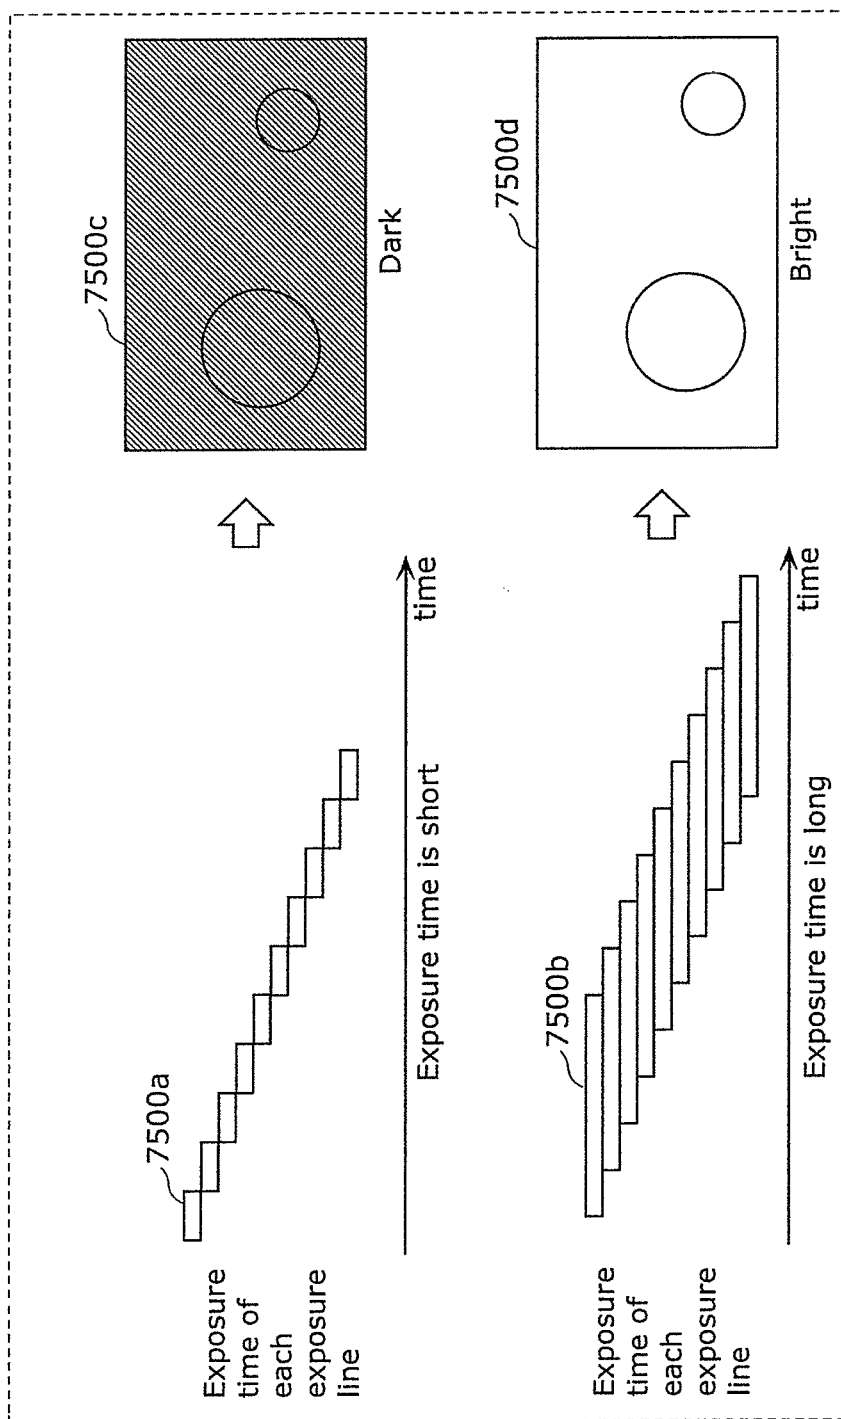 7500c
Dark
7500a
Exposure
time of
each
exposure
line
time
Exposure time is short
7500d
Bright
7500b
Exposure
time of
each
exposure
line
time
Exposure time is long